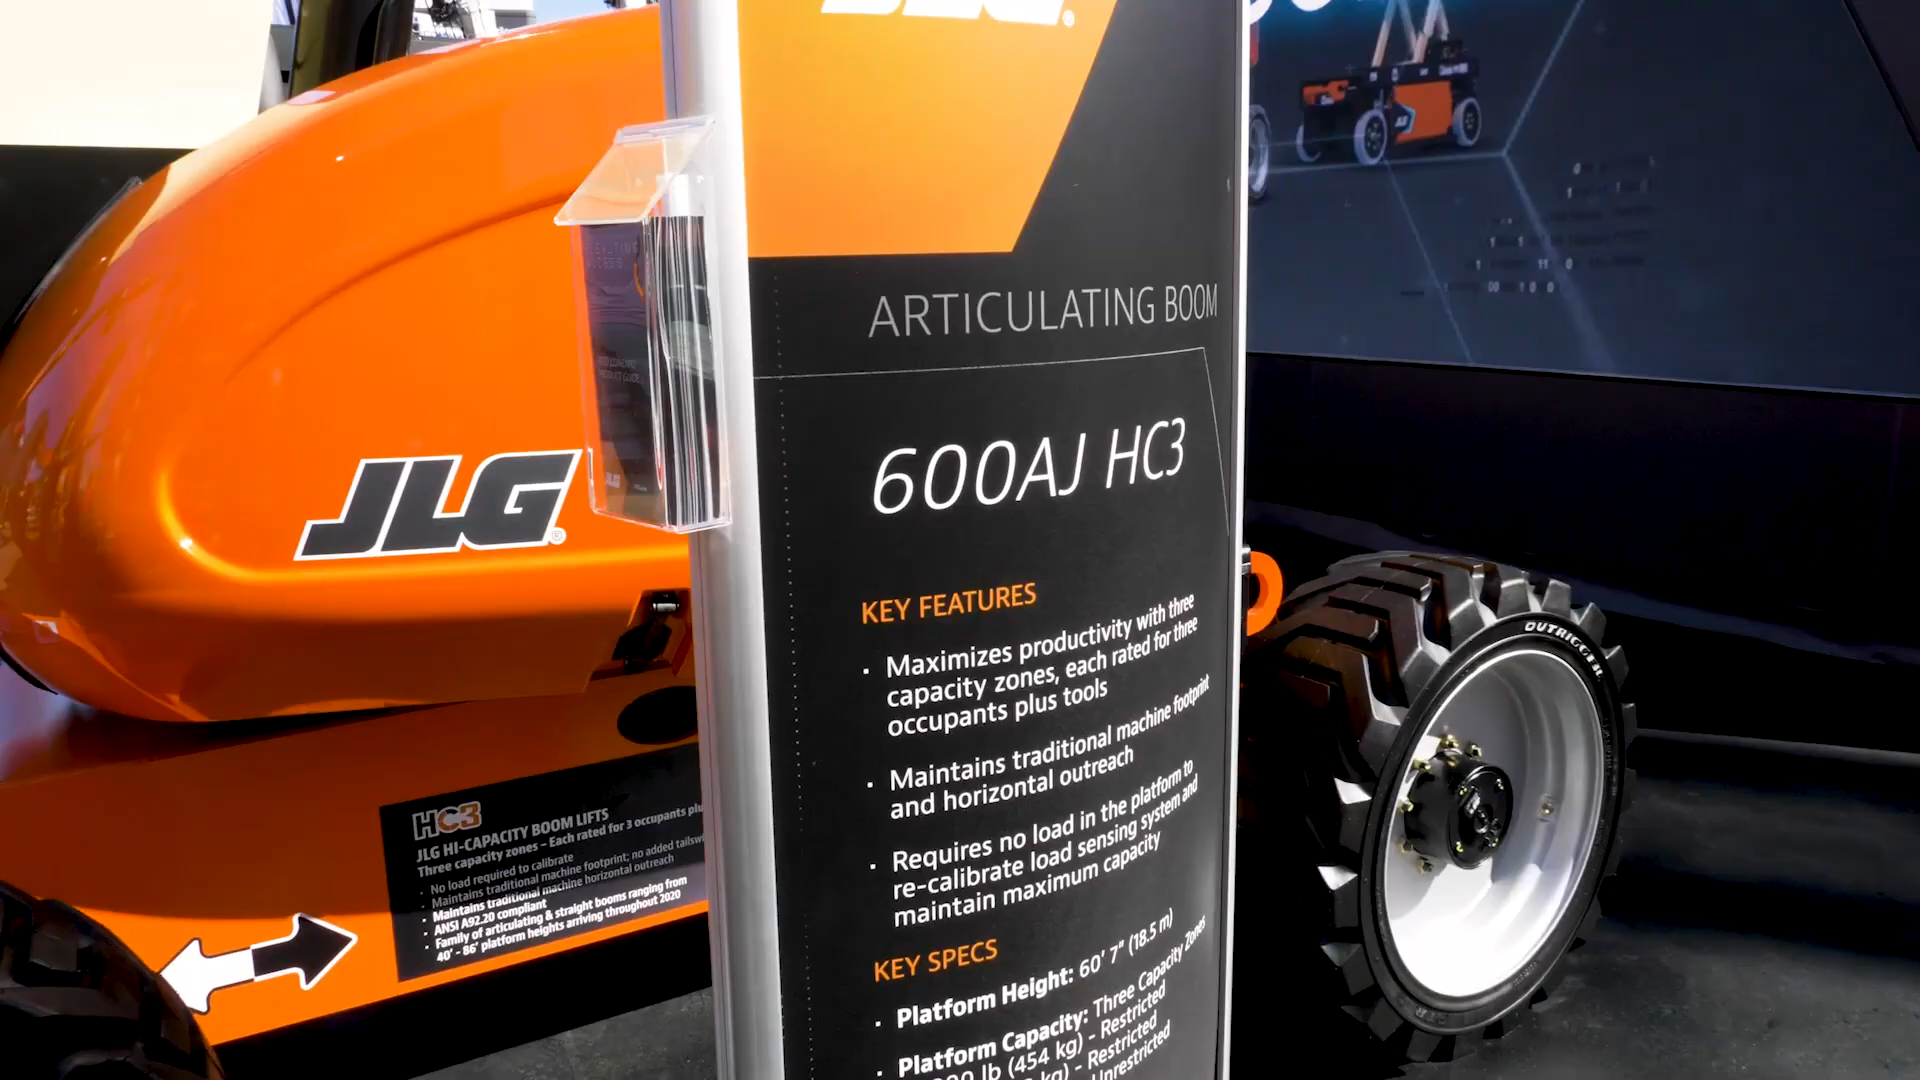 JLG
ARTICULATING BOOM
600AJ HC3
KEY FEATURES
· Maximizes productivity with three
capacity zones, each rated for three
occupants plus tools
· Maintains traditional machine footprint
and horizontal outreach
· Requires no load in the platform to
re-calibrate load sensing system and
maintain maximum capacity
KEY SPECS
· Platform Height: 60' 7" (18.5 m)
· Platform Capacity: Three Capacity Zones
lb (454 kg) - Restricted
kg) - Restricted
Unrestricted
JLG
HC3
JLG HI-CAPACITY BOOM LIFTS
Three capacity zones - Each rated for 3 occupants
· No load required to calibrate
· Maintains traditional machine footprint; no added
· Maintains traditional machine horizontal outreach
· ANSI A92.20 compliant
· Family of articulating & straight booms ranging from
40' - 86' platform heights arriving throughout 2020
OUTRIGGER